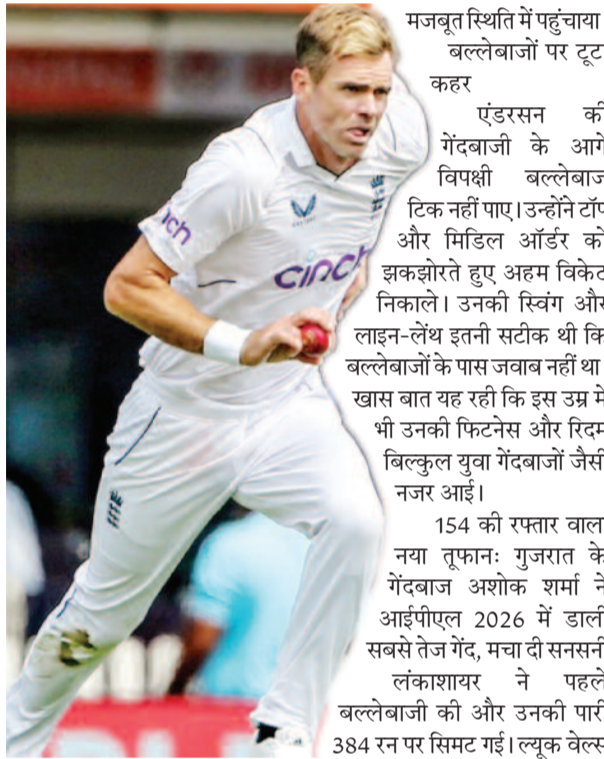 मजबूत स्थिति में पहुंचाया
बल्लेबाजों पर टूट
कहर
एंडरसन की
गेंदबाजी के आगे
विपक्षी बल्लेबाज
टिक नहीं पाए। उन्होंने टॉप
और मिडिल ऑर्डर को
झकझोरते हुए अहम विकेट
निकाले। उनकी स्विंग और
लाइन-लेंथ इतनी सटीक थी कि
बल्लेबाजों के पास जवाब नहीं था
खास बात यह रही कि इस उम्र में
भी उनकी फिटनेस और रिदम
बिल्कुल युवा गेंदबाजों जैसी
नजर आई।
154 की रफ्तार वाला
नया तूफानः गुजरात के
गेंदबाज अशोक शर्मा ने
आईपीएल 2026 में डाली
सबसे तेज गेंद, मचा दी सनसनी
लंकाशायर ने पहले
बल्लेबाजी की और उनकी पारी
384 रन पर सिमट गई। ल्यूक वेल्स
nch
cinch